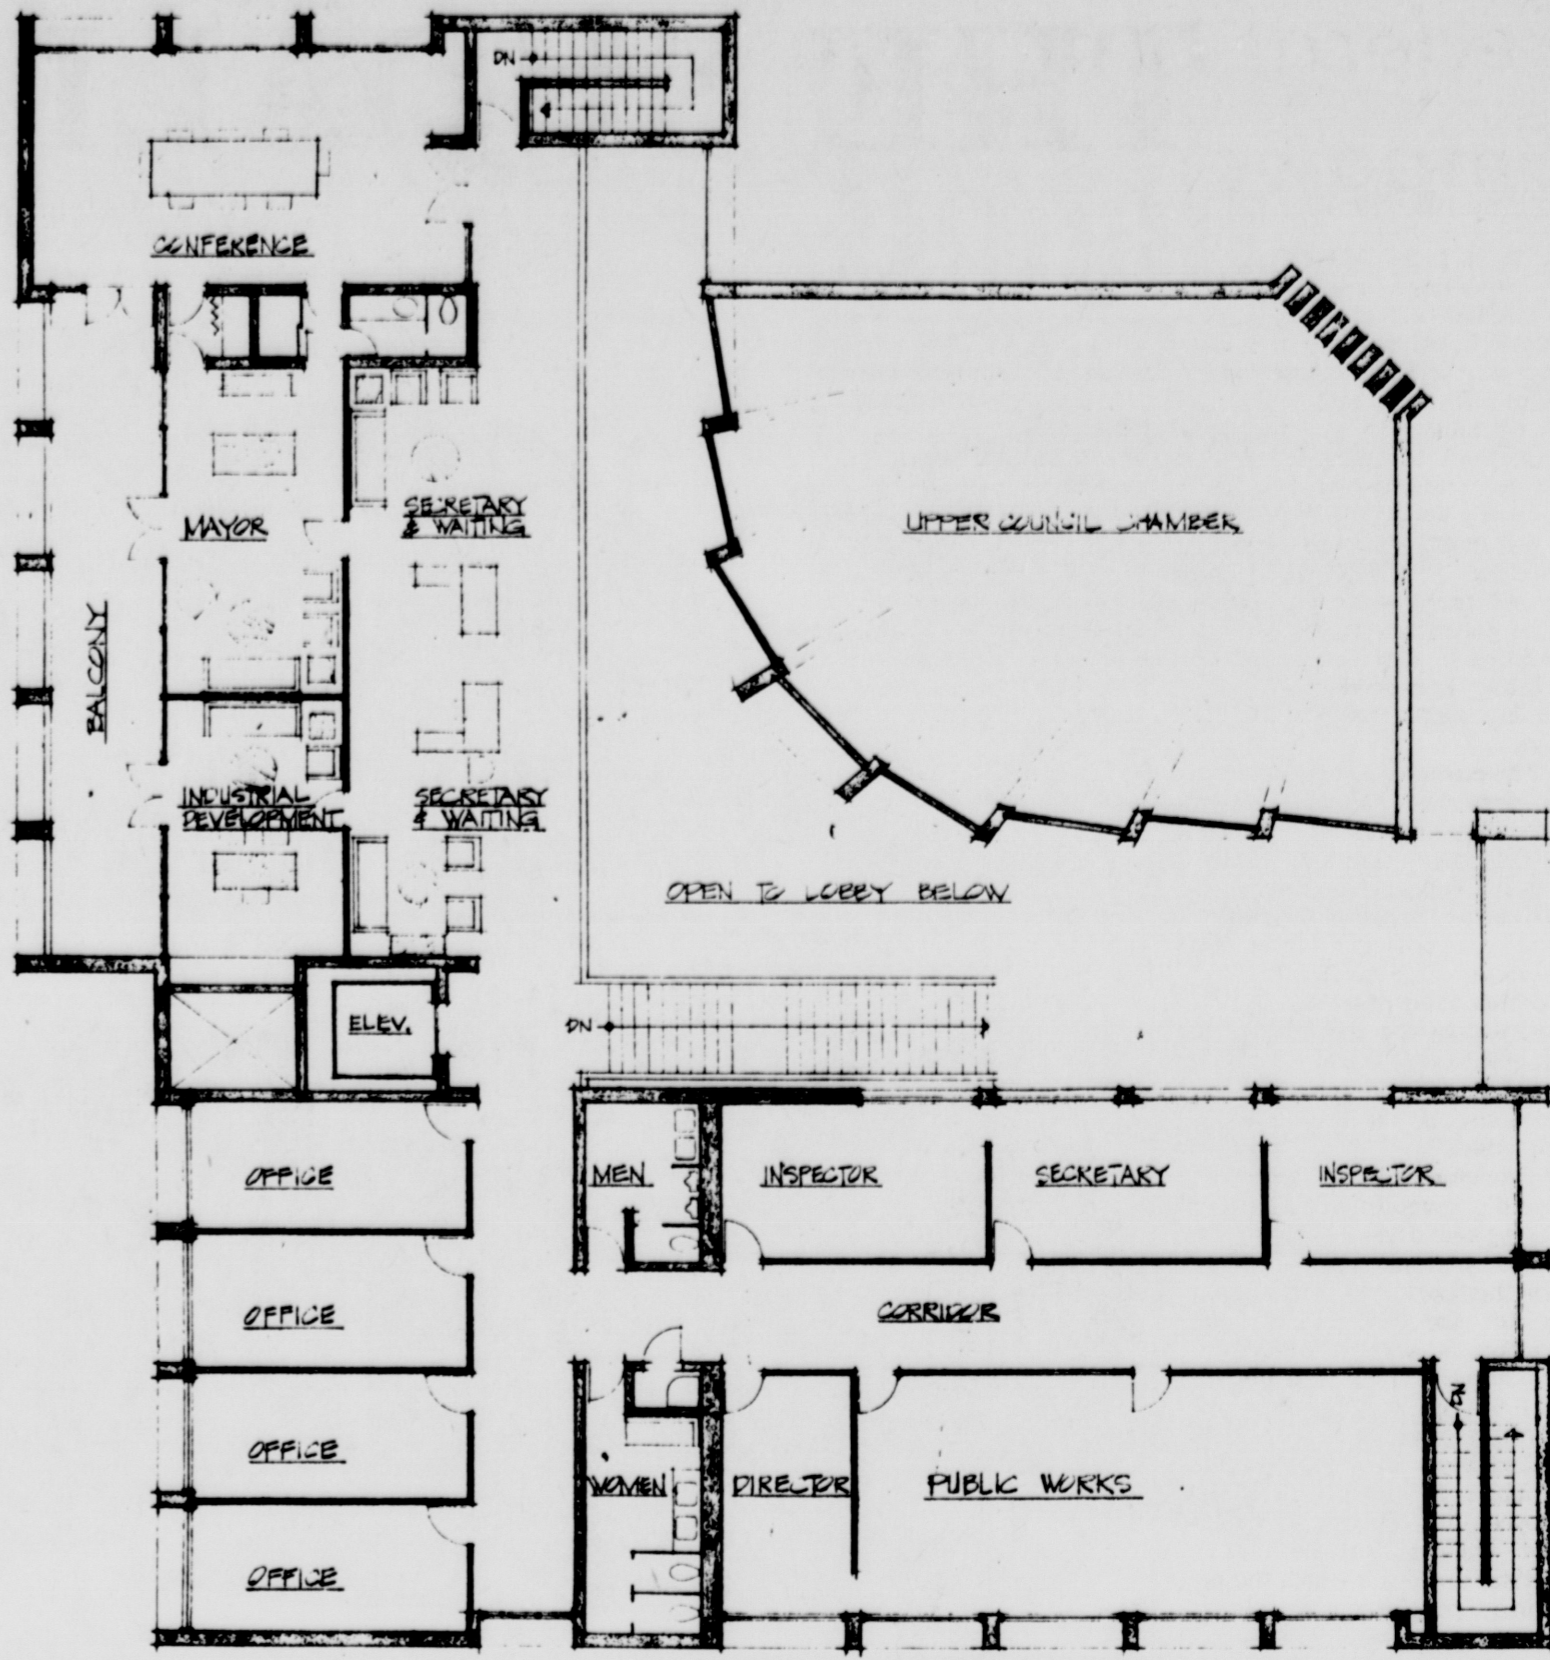 DN
CONFERENCE
MAYOR
SECRETARY
& WAITING
UPPER COUNCIL CHAMBER
BALCONY
INDUSTRIAL
DEVELOPMENT
SECRETARY
& WAITING
OPEN TO LOBBY BELOW
ELEV.
DN
OFFICE
MEN
INSPECTOR
SECRETARY
INSPECTOR
OFFICE
CORRIDOR
OFFICE
DN
WOMEN
DIRECTOR
PUBLIC WORKS
OFFICE